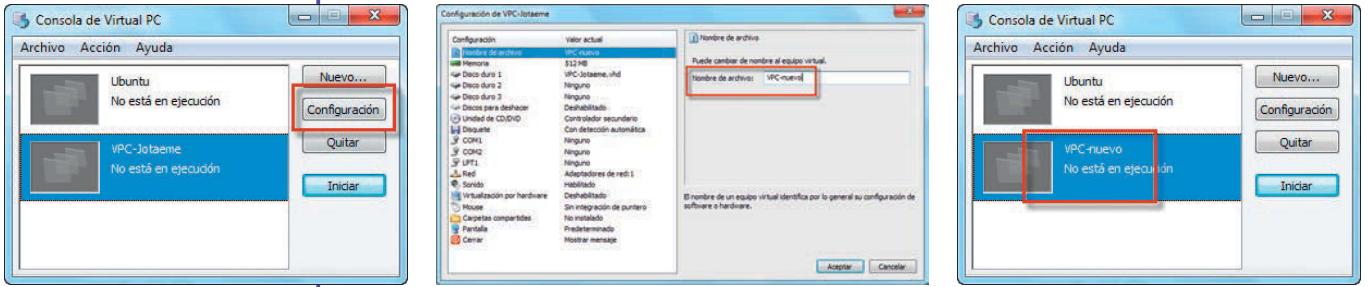 Consola de Virtual PC
Archivo Acción Ayuda
Ubuntu
No está en ejecución
VPC-Jotaeme
No está en ejecución
Nuevo...
Configuración
Quitar
Iniciar
Configuración de VPC-Jotaeme
Configuración Valor actual
Nombre de archivo VPC-nuevo
Memoria 512 MB
Disco duro 1 VPC-Jotaeme.vhd
Disco duro 2 Ninguno
Disco duro 3 Ninguno
Discos para deshacer Deshabilitado
Unidad de CD/DVD Controlador secundario
Disquete Con detección automática
COM1 Ninguno
COM2 Ninguno
LPT1 Ninguno
Red Adaptadores de red:1
Sonido Habilitado
Virtualización por hardware Deshabilitado
Mouse Sin integración de puntero
Carpetas compartidas No instalado
Pantalla Predeterminado
Cerrar Mostrar mensaje
Nombre de archivo
Puede cambiar de nombre al equipo virtual.
Nombre de archivo: VPC-nuevo
El nombre de un equipo virtual identifica por lo general su configuración de
software o hardware.
Aceptar Cancelar
Consola de Virtual PC
Archivo Acción Ayuda
Ubuntu
No está en ejecución
VPC-nuevo
No está en ejecución
Nuevo...
Configuración
Quitar
Iniciar